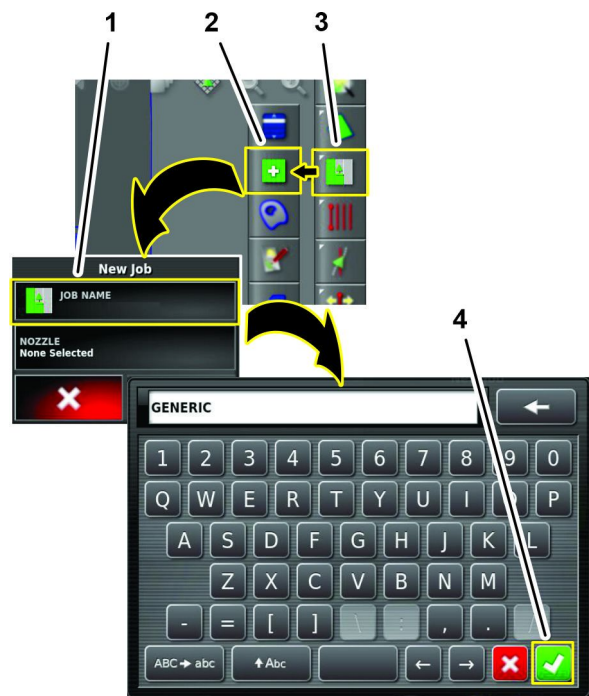 1 2 3
New Job
JOB NAME
NOZZLE
None Selected
4
GENERIC
1 2 3 4 5 6 7 8 9 0
Q W E R T Y U I O P
A S D F G H J K L
Z X C V B N M
- = [ ] \ : , . /
ABC → abc ↑ Abc ← →